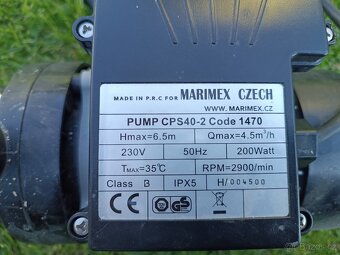 MADE IN P.R.C FOR MARIMEX CZECH
WWW.MARIMEX.CZ
PUMP CPS40-2 Code 1470
Hmax=6.5m Qmax=4.5m³/h
230V 50Hz 200Watt
TMAX=35℃ RPM=2900/min
Class B IPX5 H/004500
CE GS